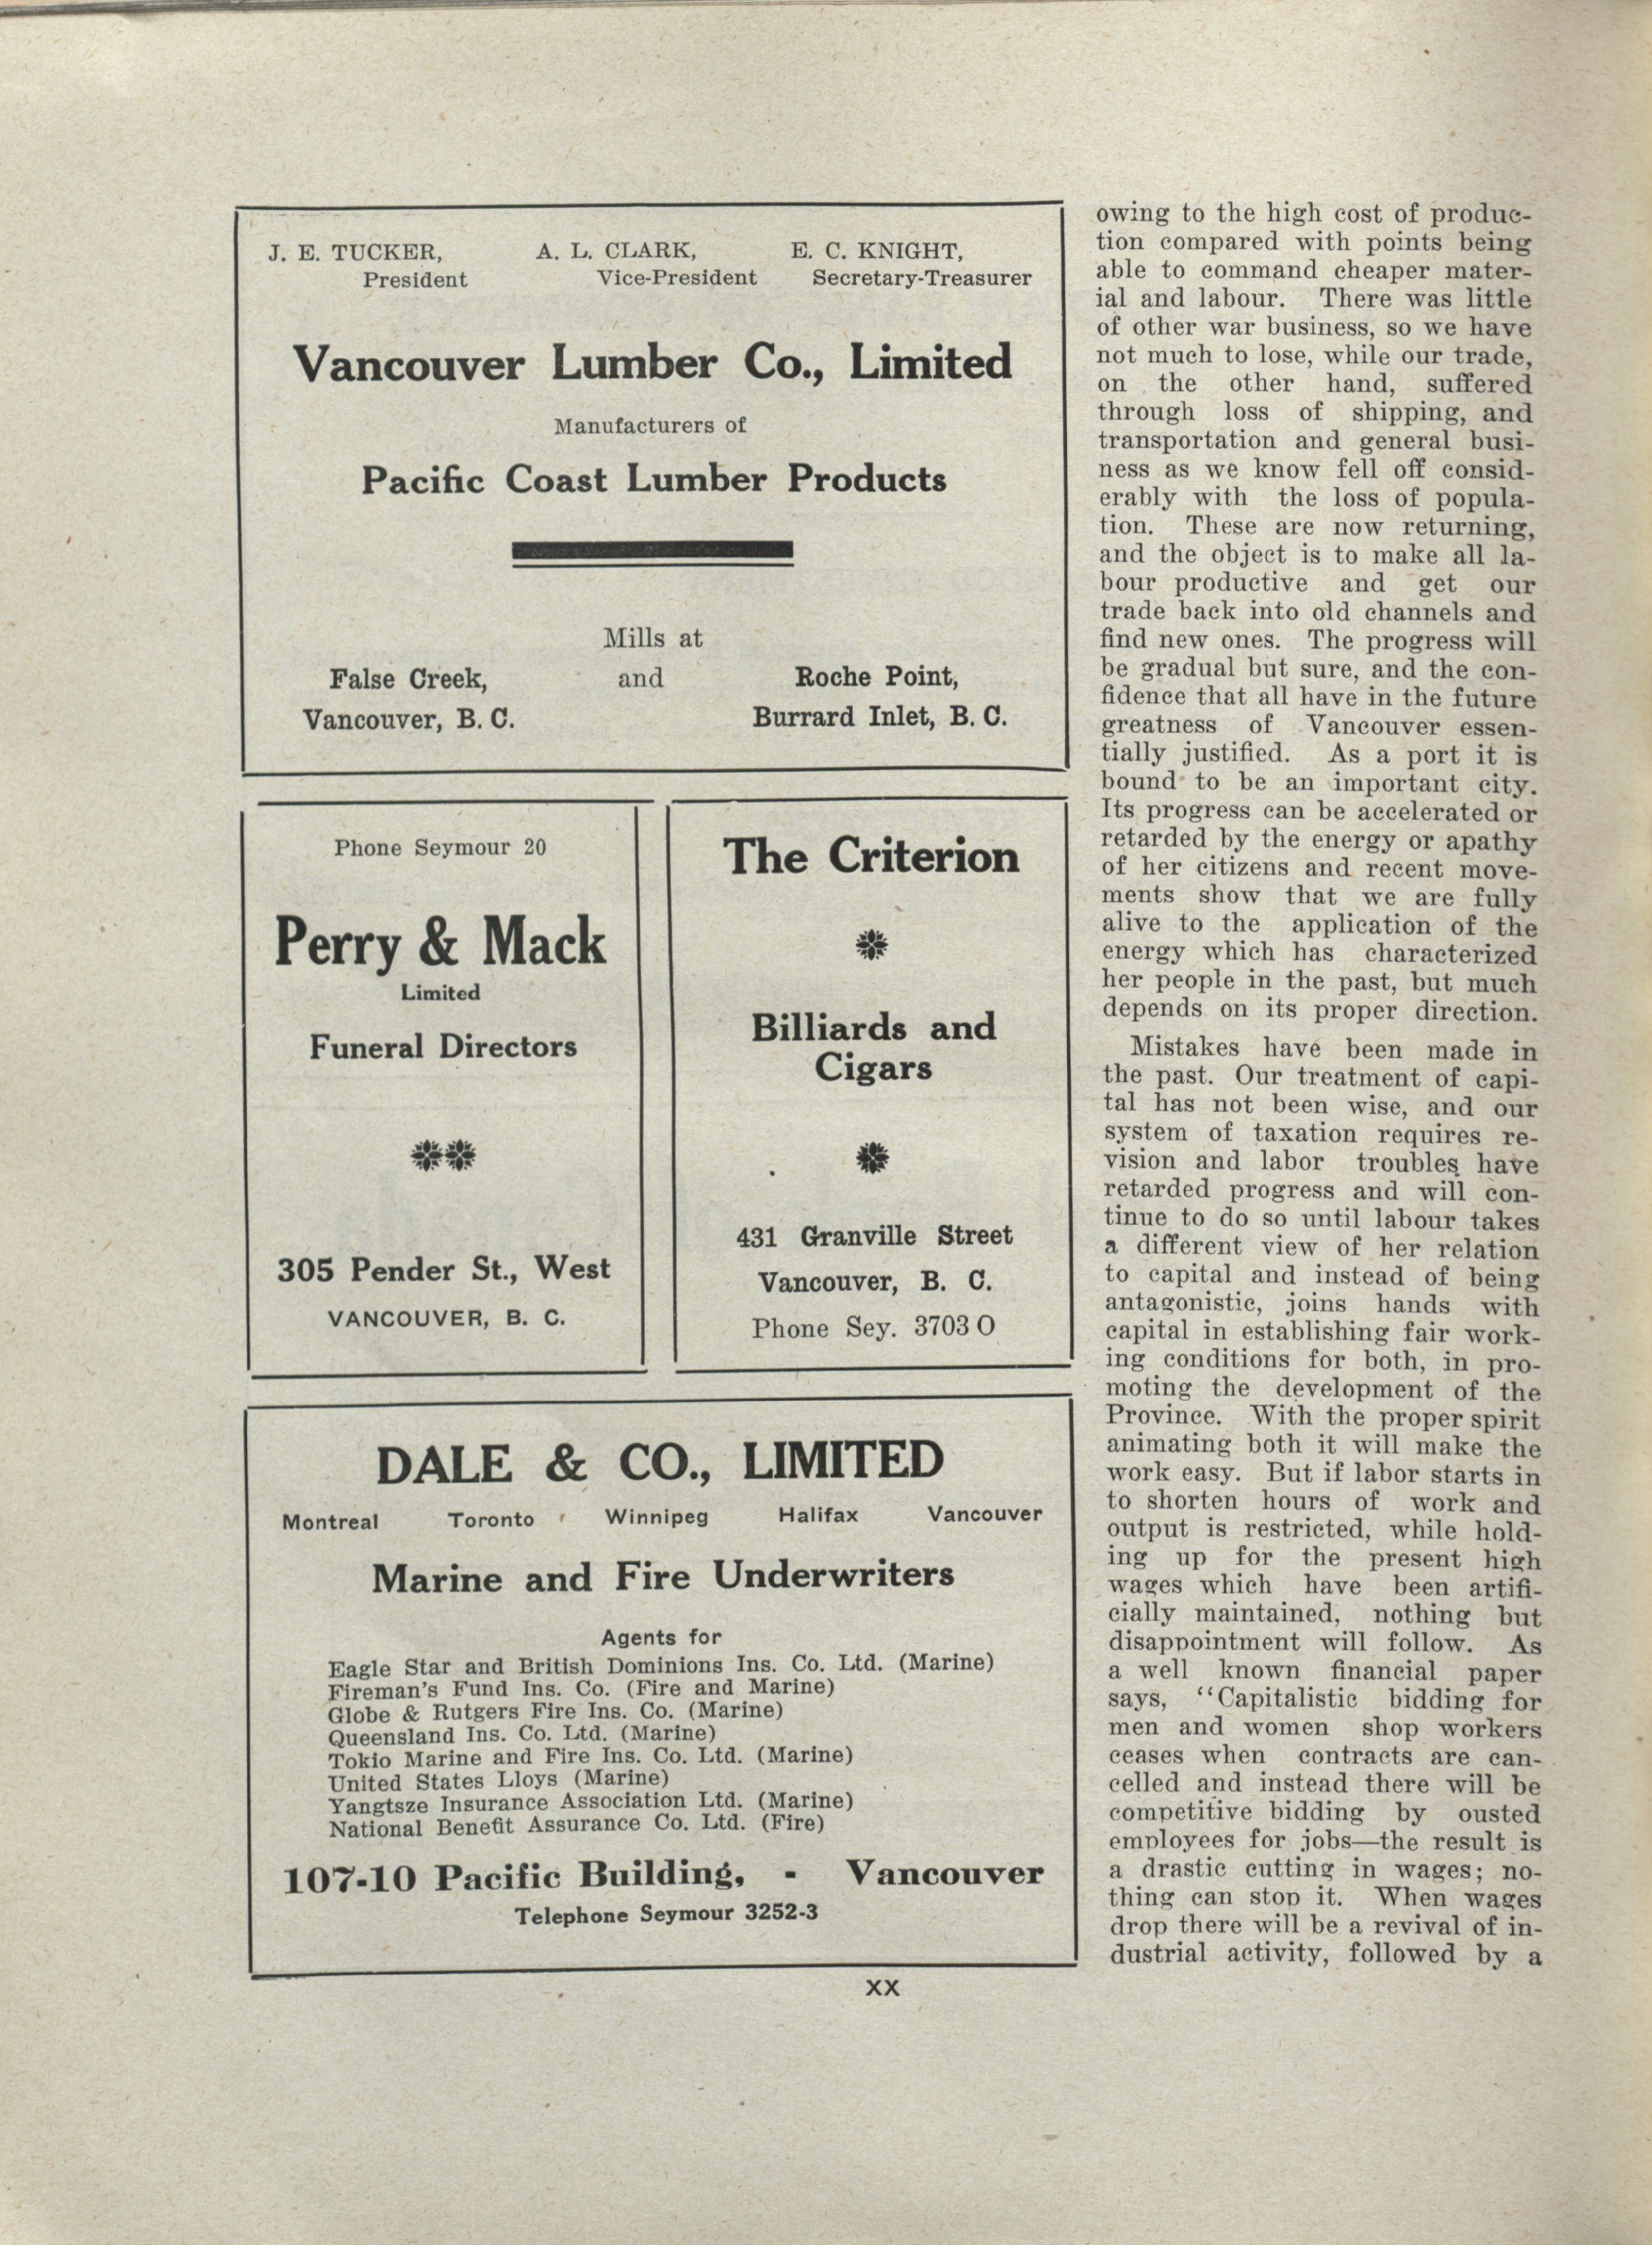 J. E. TUCKER, A. L. CLARK, E. C. KNIGHT,
President Vice-President Secretary-Treasurer
Vancouver Lumber Co., Limited
Manufacturers of
Pacific Coast Lumber Products
Mills at
False Creek, and Roche Point,
Vancouver, B. C. Burrard Inlet, B. C.
Phone Seymour 20
Perry & Mack
Limited
Funeral Directors
305 Pender St., West
VANCOUVER, B. C.
The Criterion
Billiards and
Cigars
431 Granville Street
Vancouver, B. C.
Phone Sey. 3703 O
DALE & CO., LIMITED
Montreal Toronto Winnipeg Halifax Vancouver
Marine and Fire Underwriters
Agents for
Eagle Star and British Dominions Ins. Co. Ltd. (Marine)
Fireman's Fund Ins. Co. (Fire and Marine)
Globe & Rutgers Fire Ins. Co. (Marine)
Queensland Ins. Co. Ltd. (Marine)
Tokio Marine and Fire Ins. Co. Ltd. (Marine)
United States Lloys (Marine)
Yangtsze Insurance Association Ltd. (Marine)
National Benefit Assurance Co. Ltd. (Fire)
107-10 Pacific Building, - Vancouver
Telephone Seymour 3252-3
owing to the high cost of produc-
tion compared with points being
able to command cheaper mater-
ial and labour. There was little
of other war business, so we have
not much to lose, while our trade,
on the other hand, suffered
through loss of shipping, and
transportation and general busi-
ness as we know fell off consid-
erably with the loss of popula-
tion. These are now returning,
and the object is to make all la-
bour productive and get our
trade back into old channels and
find new ones. The progress will
be gradual but sure, and the con-
fidence that all have in the future
greatness of Vancouver essen-
tially justified. As a port it is
bound to be an important city.
Its progress can be accelerated or
retarded by the energy or apathy
of her citizens and recent move-
ments show that we are fully
alive to the application of the
energy which has characterized
her people in the past, but much
depends on its proper direction.
Mistakes have been made in
the past. Our treatment of capi-
tal has not been wise, and our
system of taxation requires re-
vision and labor troubles have
retarded progress and will con-
tinue to do so until labour takes
a different view of her relation
to capital and instead of being
antagonistic, joins hands with
capital in establishing fair work-
ing conditions for both, in pro-
moting the development of the
Province. With the proper spirit
animating both it will make the
work easy. But if labor starts in
to shorten hours of work and
output is restricted, while hold-
ing up for the present high
wages which have been artifi-
cially maintained, nothing but
disappointment will follow. As
a well known financial paper
says, "Capitalistic bidding for
men and women shop workers
ceases when contracts are can-
celled and instead there will be
competitive bidding by ousted
employees for jobs—the result is
a drastic cutting in wages; no-
thing can stop it. When wages
drop there will be a revival of in-
dustrial activity, followed by a
XX